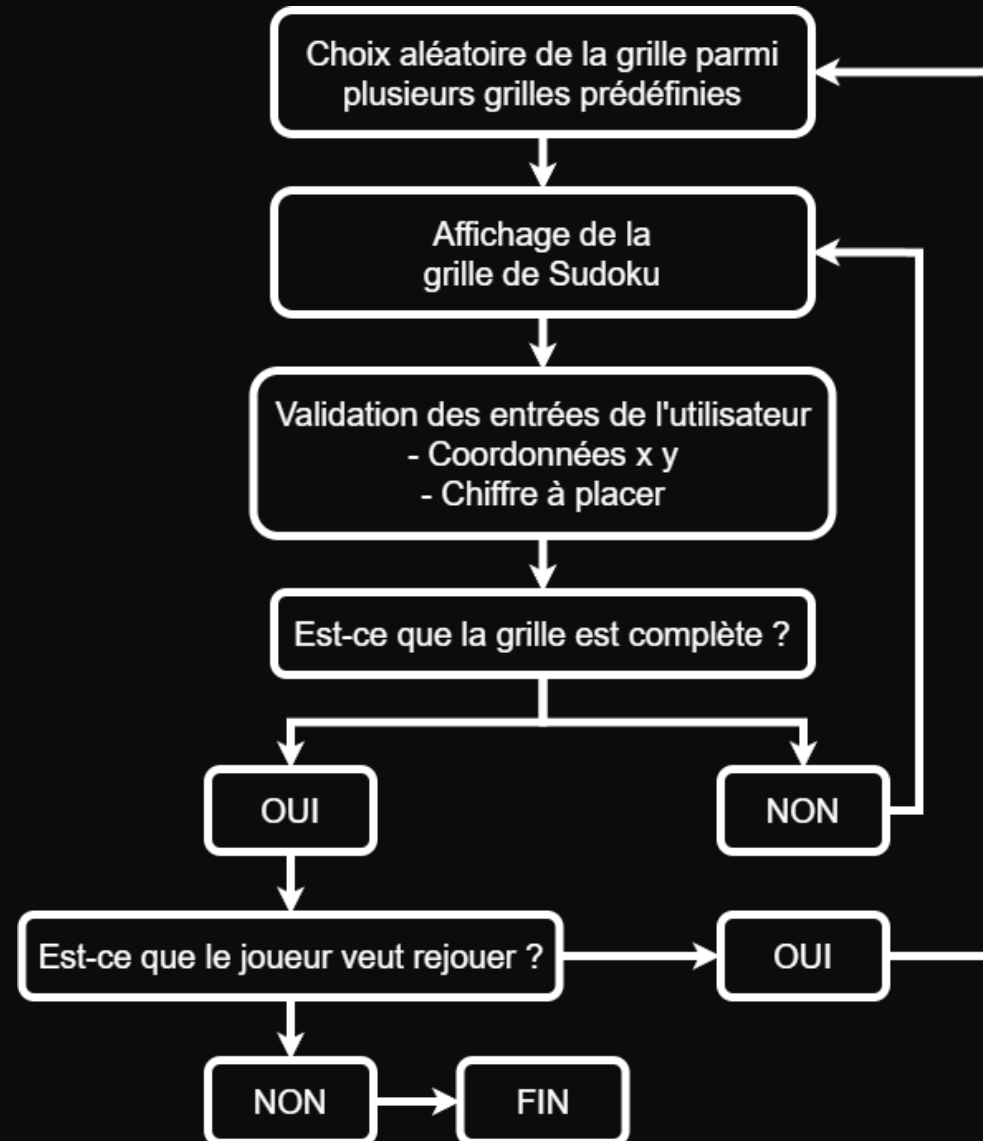 Choix aléatoire de la grille parmi
plusieurs grilles prédéfinies
Affichage de la
grille de Sudoku
Validation des entrées de l'utilisateur
- Coordonnées x y
- Chiffre à placer
Est-ce que la grille est complète ?
OUI
NON
Est-ce que le joueur veut rejouer ?
OUI
NON
FIN